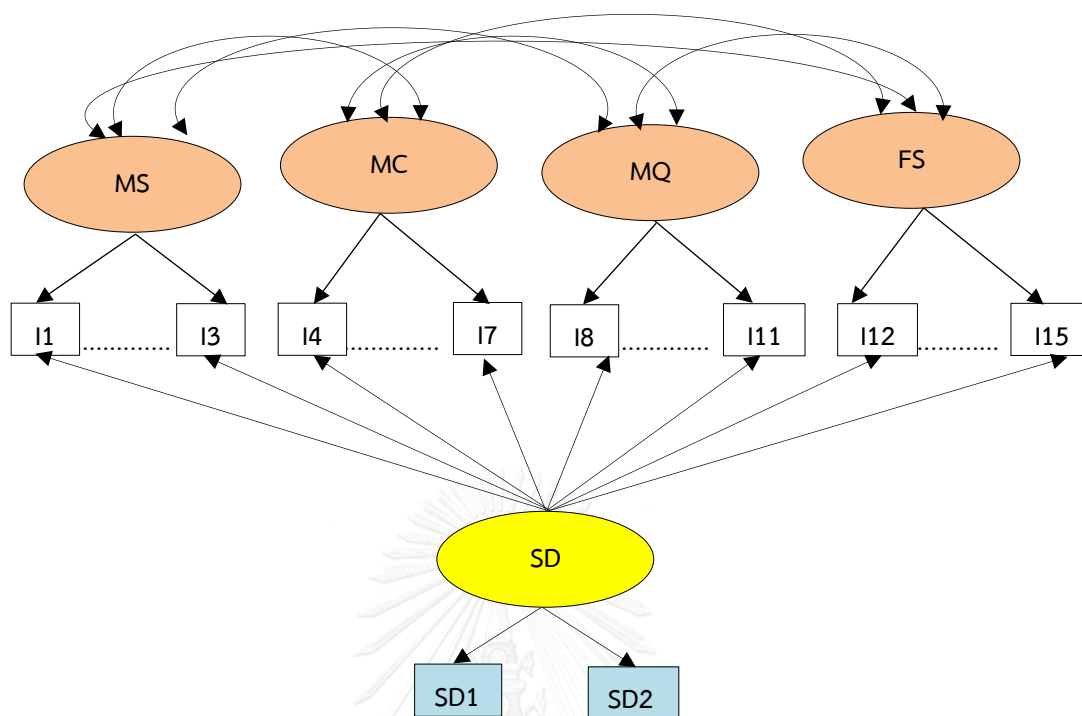 MS MC MQ FS
I1 ............ I3 I4 ............. I7 I8 ............ I11 I12 ........... I15
SD
SD1 SD2